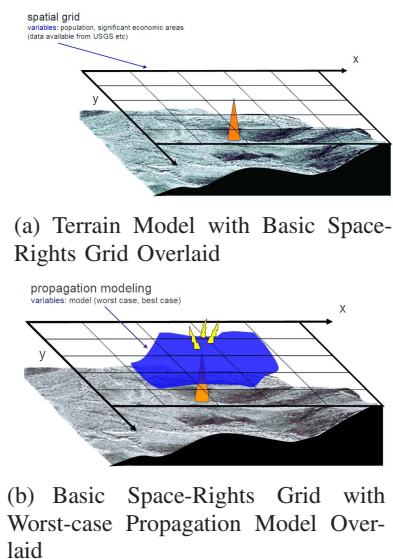 spatial grid
variables: population, significant economic areas
(data available from USGS etc)
x
y
(a) Terrain Model with Basic Space-
Rights Grid Overlaid
propagation modeling
variables: model (worst case, best case)
x
y
(b) Basic Space-Rights Grid with
Worst-case Propagation Model Over-
laid